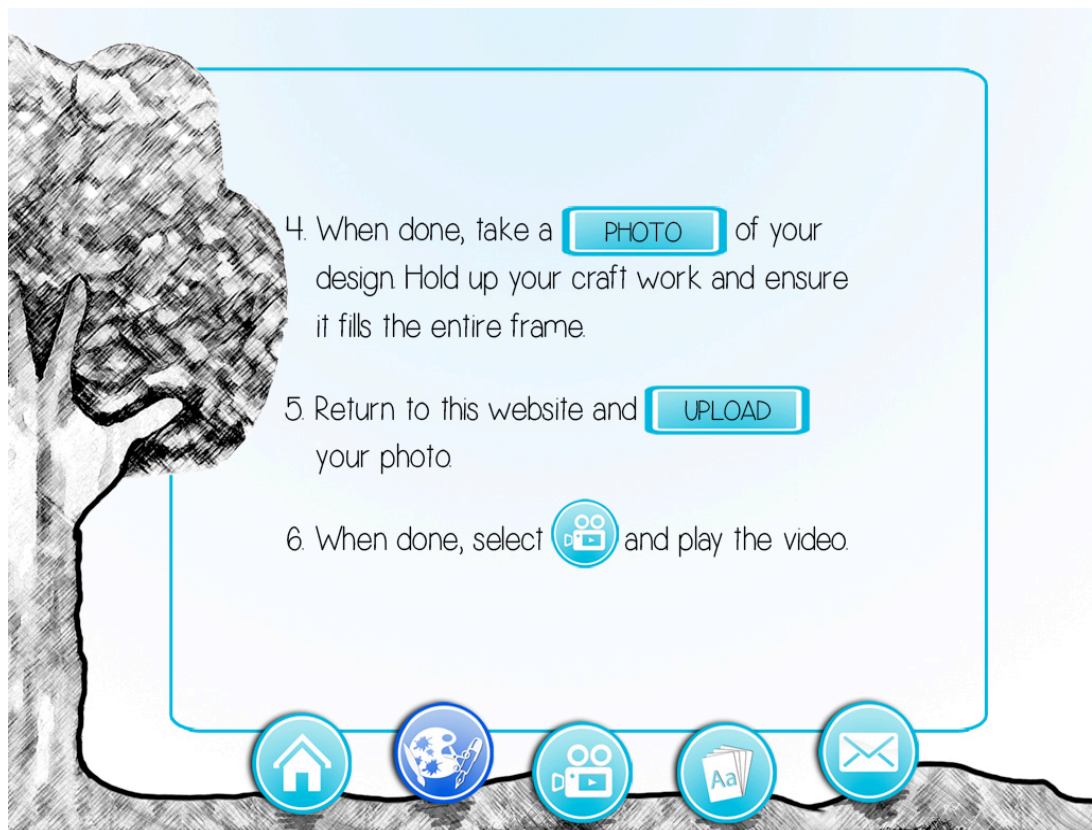 4. When done, take a PHOTO of your
design. Hold up your craft work and ensure
it fills the entire frame.
5. Return to this website and UPLOAD
your photo.
6. When done, select and play the video.
Aa